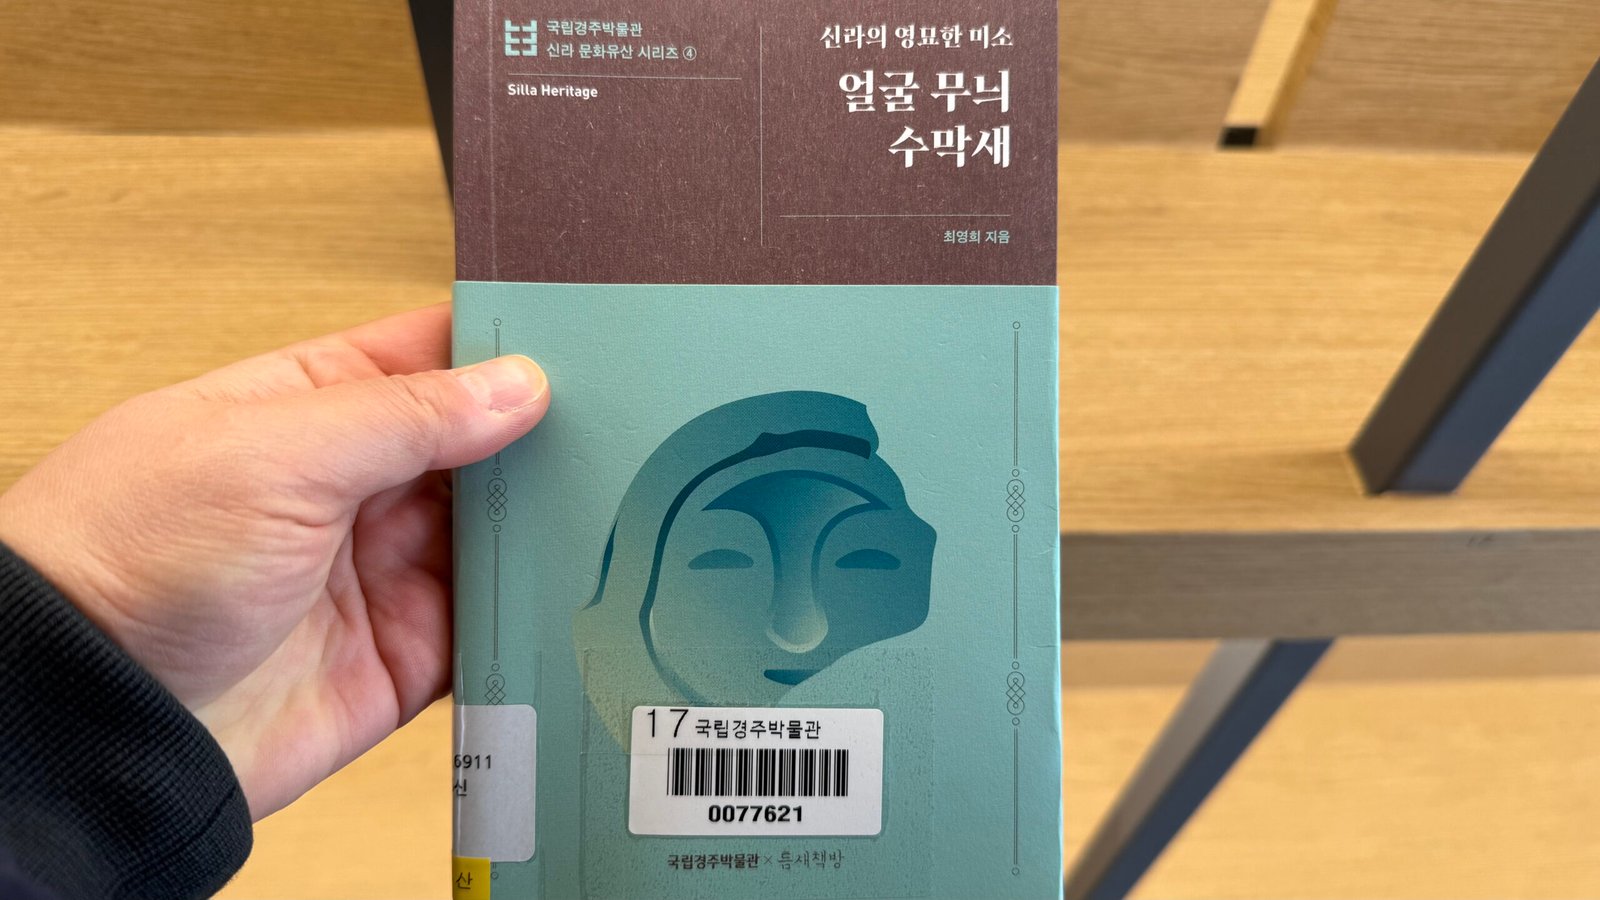 국립경주박물관
신라 문화유산 시리즈 ④
Silla Heritage
신라의 영묘한 미소
얼굴 무늬
수막새
최영희 지음
17 국립경주박물관
0077621
6911
신
산
국립경주박물관 × 틈새책방